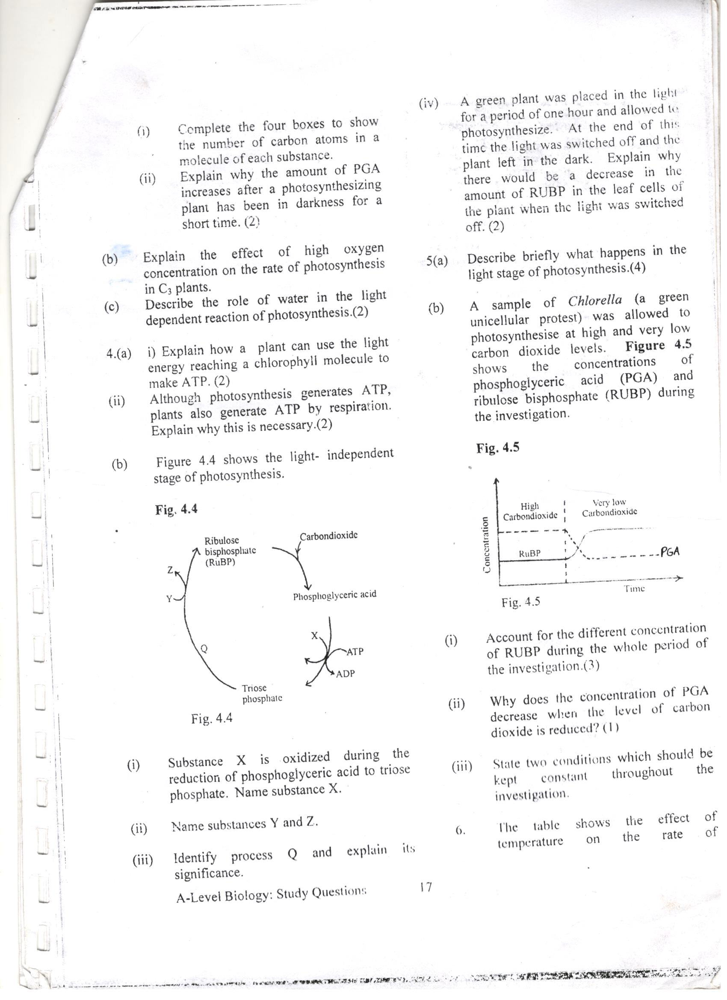 (i) Complete the four boxes to show
the number of carbon atoms in a
molecule of each substance.
(ii) Explain why the amount of PGA
increases after a photosynthesizing
plant has been in darkness for a
short time. (2)
(b) Explain the effect of high oxygen
concentration on the rate of photosynthesis
in C₃ plants.
(c) Describe the role of water in the light
dependent reaction of photosynthesis.(2)
4.(a) i) Explain how a plant can use the light
energy reaching a chlorophyll molecule to
make ATP. (2)
(ii) Although photosynthesis generates ATP,
plants also generate ATP by respiration.
Explain why this is necessary.(2)
(b) Figure 4.4 shows the light- independent
stage of photosynthesis.
Fig. 4.4
Ribulose
bisphosphate
(RuBP)
Carbondioxide
Z
Y
Phosphoglyceric acid
X
ATP
Q
ADP
Triose
phosphate
Fig. 4.4
(i) Substance X is oxidized during the
reduction of phosphoglyceric acid to triose
phosphate. Name substance X.
(ii) Name substances Y and Z.
(iii) Identify process Q and explain its
significance.
(iv) A green plant was placed in the light
for a period of one hour and allowed to
photosynthesize. At the end of this
time the light was switched off and the
plant left in the dark. Explain why
there would be a decrease in the
amount of RUBP in the leaf cells of
the plant when the light was switched
off. (2)
5(a) Describe briefly what happens in the
light stage of photosynthesis.(4)
(b) A sample of Chlorella (a green
unicellular protest) was allowed to
photosynthesise at high and very low
carbon dioxide levels. Figure 4.5
shows the concentrations of
phosphoglyceric acid (PGA) and
ribulose bisphosphate (RUBP) during
the investigation.
Fig. 4.5
High
Carbondioxide
Very low
Carbondioxide
Concentration
RuBP
PGA
Time
Fig. 4.5
(i) Account for the different concentration
of RUBP during the whole period of
the investigation.(3)
(ii) Why does the concentration of PGA
decrease when the level of carbon
dioxide is reduced? (1)
(iii) State two conditions which should be
kept constant throughout the
investigation.
6. The table shows the effect of
temperature on the rate of
A-Level Biology: Study Questions 17